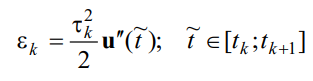 ε_k = τ_k^2/2 u″(t̃); t̃ ∈ [t_k; t_{k+1}]